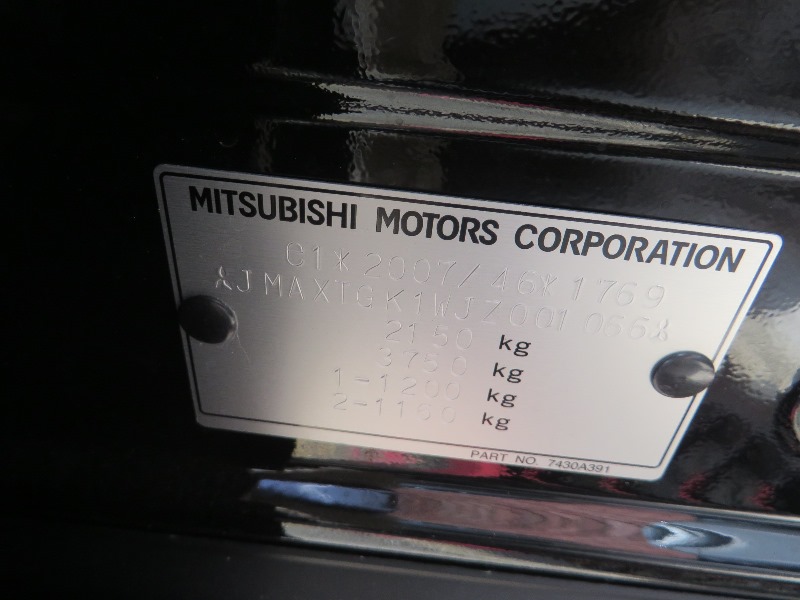 MITSUBISHI MOTORS CORPORATION
e1*2007/46*1769
*JMAXTGK1WJZ001056*
2150 kg
3750 kg
1-1200 kg
2-1160 kg
PART NO. 7430A391